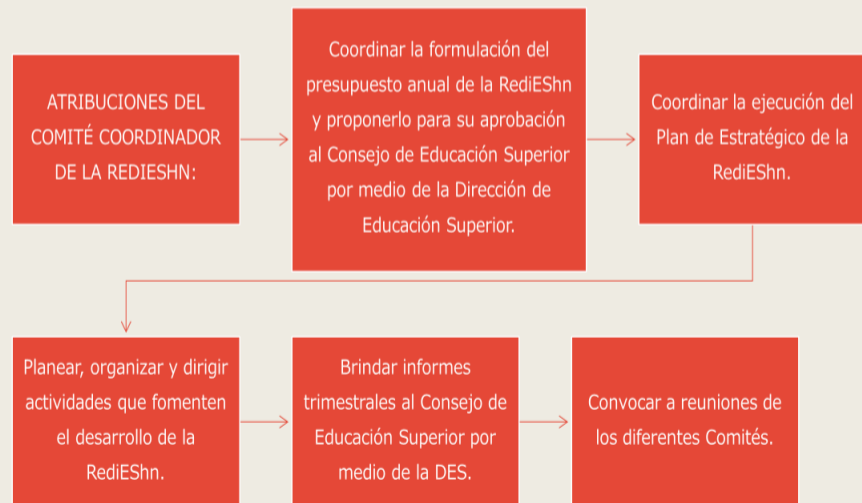 ATRIBUCIONES DEL
COMITÉ COORDINADOR
DE LA REDIESHN:
Coordinar la formulación del
presupuesto anual de la RediEShn
y proponerlo para su aprobación
al Consejo de Educación Superior
por medio de la Dirección de
Educación Superior.
Coordinar la ejecución del
Plan de Estratégico de la
RediEShn.
Planear, organizar y dirigir
actividades que fomenten
el desarrollo de la
RediEShn.
Brindar informes
trimestrales al Consejo de
Educación Superior por
medio de la DES.
Convocar a reuniones de
los diferentes Comités.